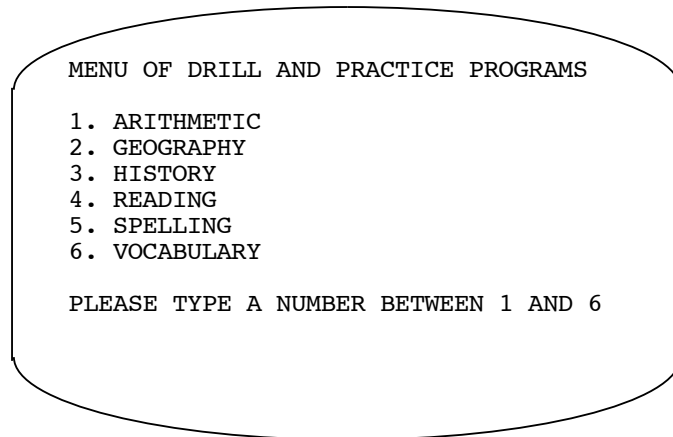 MENU OF DRILL AND PRACTICE PROGRAMS
1. ARITHMETIC
2. GEOGRAPHY
3. HISTORY
4. READING
5. SPELLING
6. VOCABULARY
PLEASE TYPE A NUMBER BETWEEN 1 AND 6